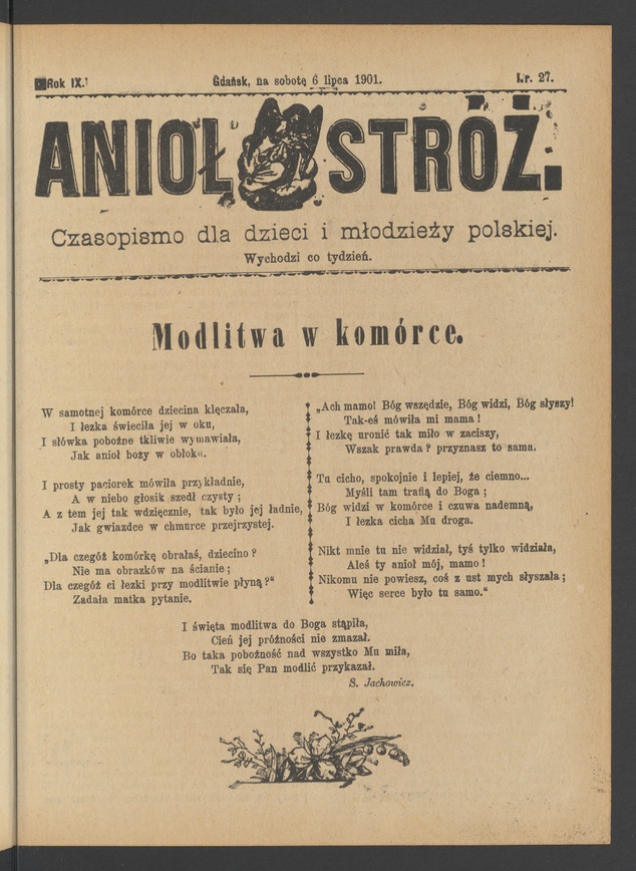 Rok IX.
Gdańsk, na sobotę 6 lipca 1901.
Nr. 27.
ANIOŁ STRÓŻ.
Czasopismo dla dzieci i młodzieży polskiej.
Wychodzi co tydzień.
Modlitwa w komórce.
W samotnej komórce dziecina klęczała,
I łezka świeciła jej w oku,
I słówka pobożne tkliwie wymawiała,
Jak anioł boży w obłoku.
I prosty paciorek mówiła przykładnie,
A w niebo głosik szedł czysty;
A z tem jej tak wdzięcznie, tak było jej ładnie,
Jak gwiazdce w chmurce przejrzystej.
„Dla czegóż komórkę obrałaś, dziecino?
Nie ma obrazków na ścianie;
Dla czegóż ci łezki przy modlitwie płyną?“
Zadała matka pytanie.
„Ach mamo! Bóg wszędzie, Bóg widzi, Bóg słyszy!
Tak-eś mówiła mi mama!
I łezkę uronić tak miło w zaciszy,
Wszak prawda? przyznasz to sama.
Tu cicho, spokojnie i lepiej, że ciemno...
Myśli tam trafią do Boga;
Bóg widzi w komórce i czuwa nademną,
I łezka cicha Mu droga.
Nikt mnie tu nie widział, tyś tylko widziała,
Aleś ty anioł mój, mamo!
Nikomu nie powiesz, coś z ust mych słyszała;
Więc serce było tu samo.“
I święta modlitwa do Boga stąpiła,
Cień jej próżności nie zmazał.
Bo taka pobożność nad wszystko Mu miła,
Tak się Pan modlić przykazał.
S. Jachowicz.